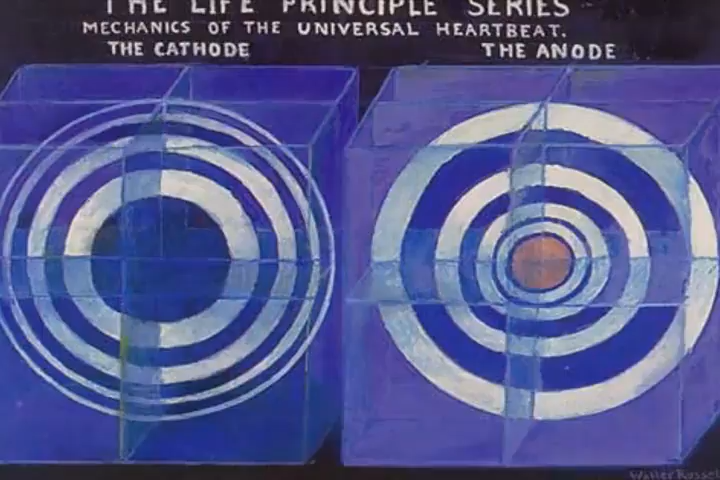 THE LIFE PRINCIPLE SERIES
MECHANICS OF THE UNIVERSAL HEARTBEAT.
THE CATHODE THE ANODE
Walter Russell